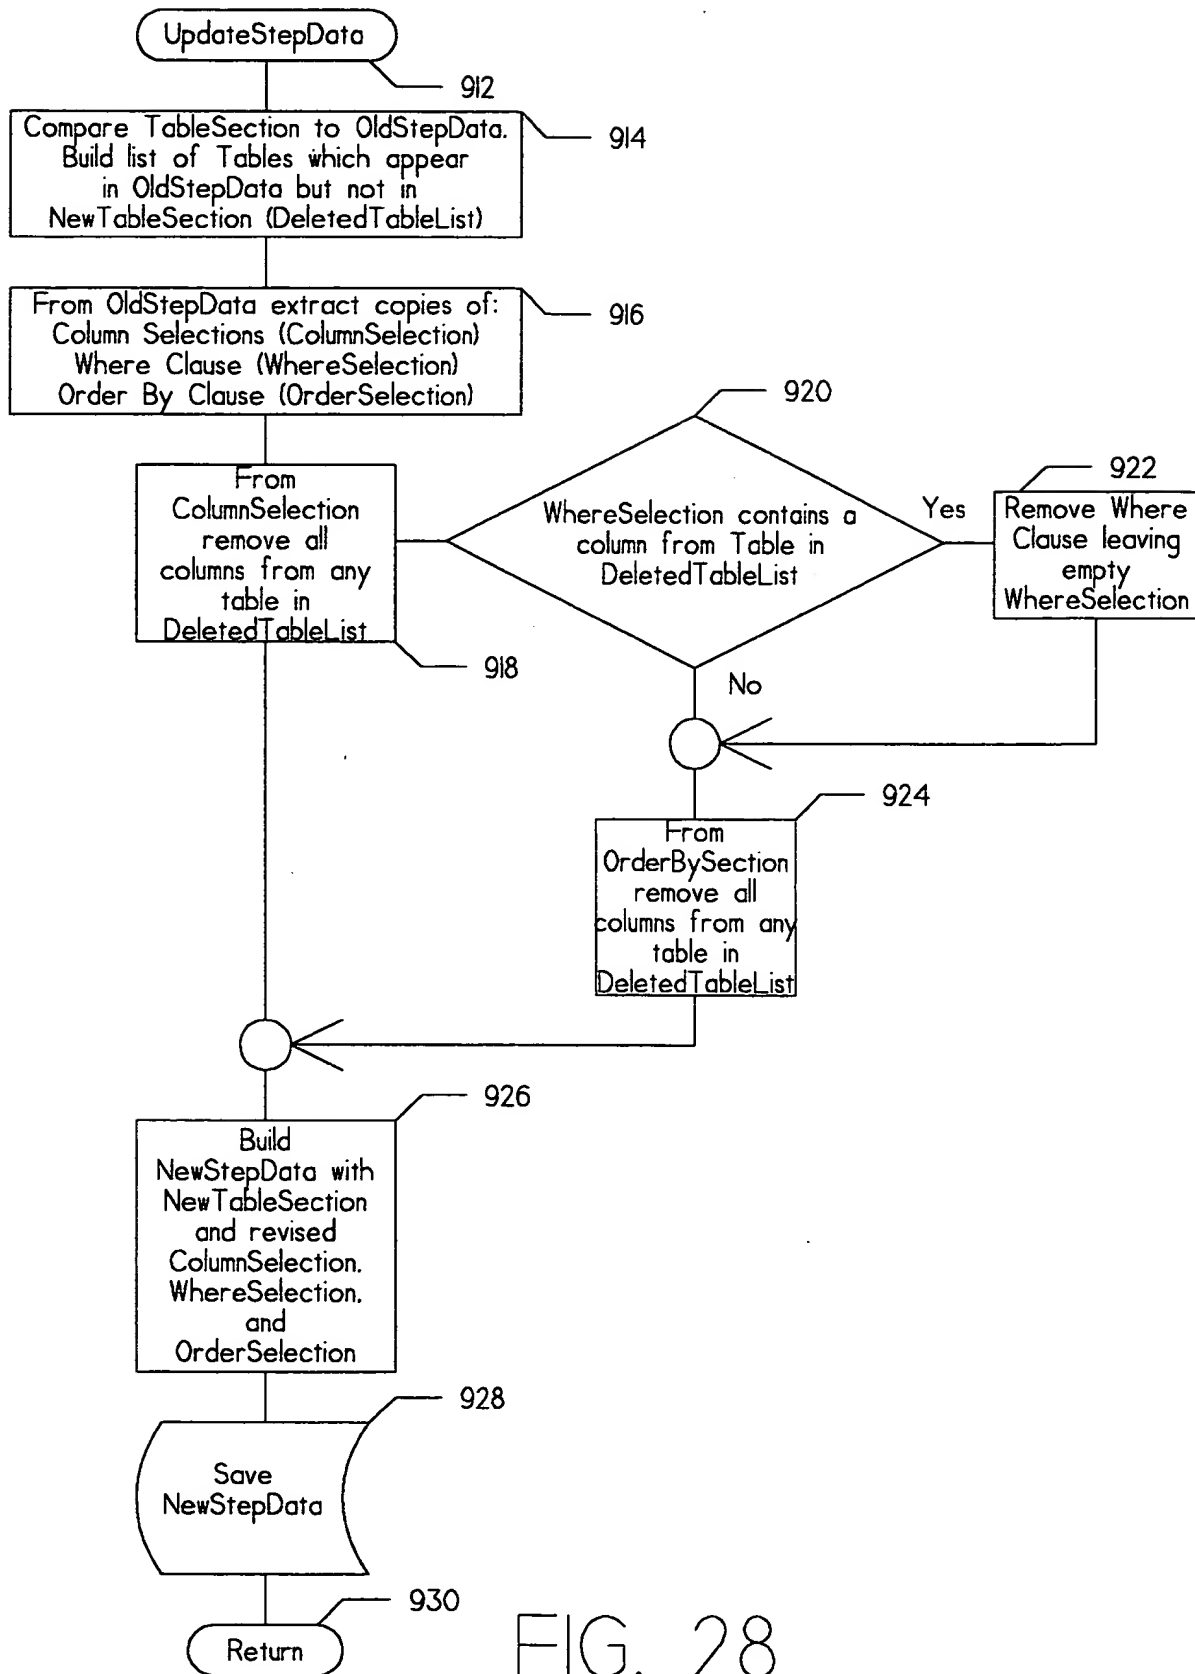 UpdateStepData
912
Compare TableSection to OldStepData.
Build list of Tables which appear
in OldStepData but not in
NewTableSection (DeletedTableList)
914
From OldStepData extract copies of:
Column Selections (ColumnSelection)
Where Clause (WhereSelection)
Order By Clause (OrderSelection)
916
From
ColumnSelection
remove all
columns from any
table in
DeletedTableList
918
920
WhereSelection contains a
column from Table in
DeletedTableList
Yes
922
Remove Where
Clause leaving
empty
WhereSelection
No
924
From
OrderBySection
remove all
columns from any
table in
DeletedTableList
926
Build
NewStepData with
NewTableSection
and revised
ColumnSelection.
WhereSelection.
and
OrderSelection
928
Save
NewStepData
930
Return
FIG. 28